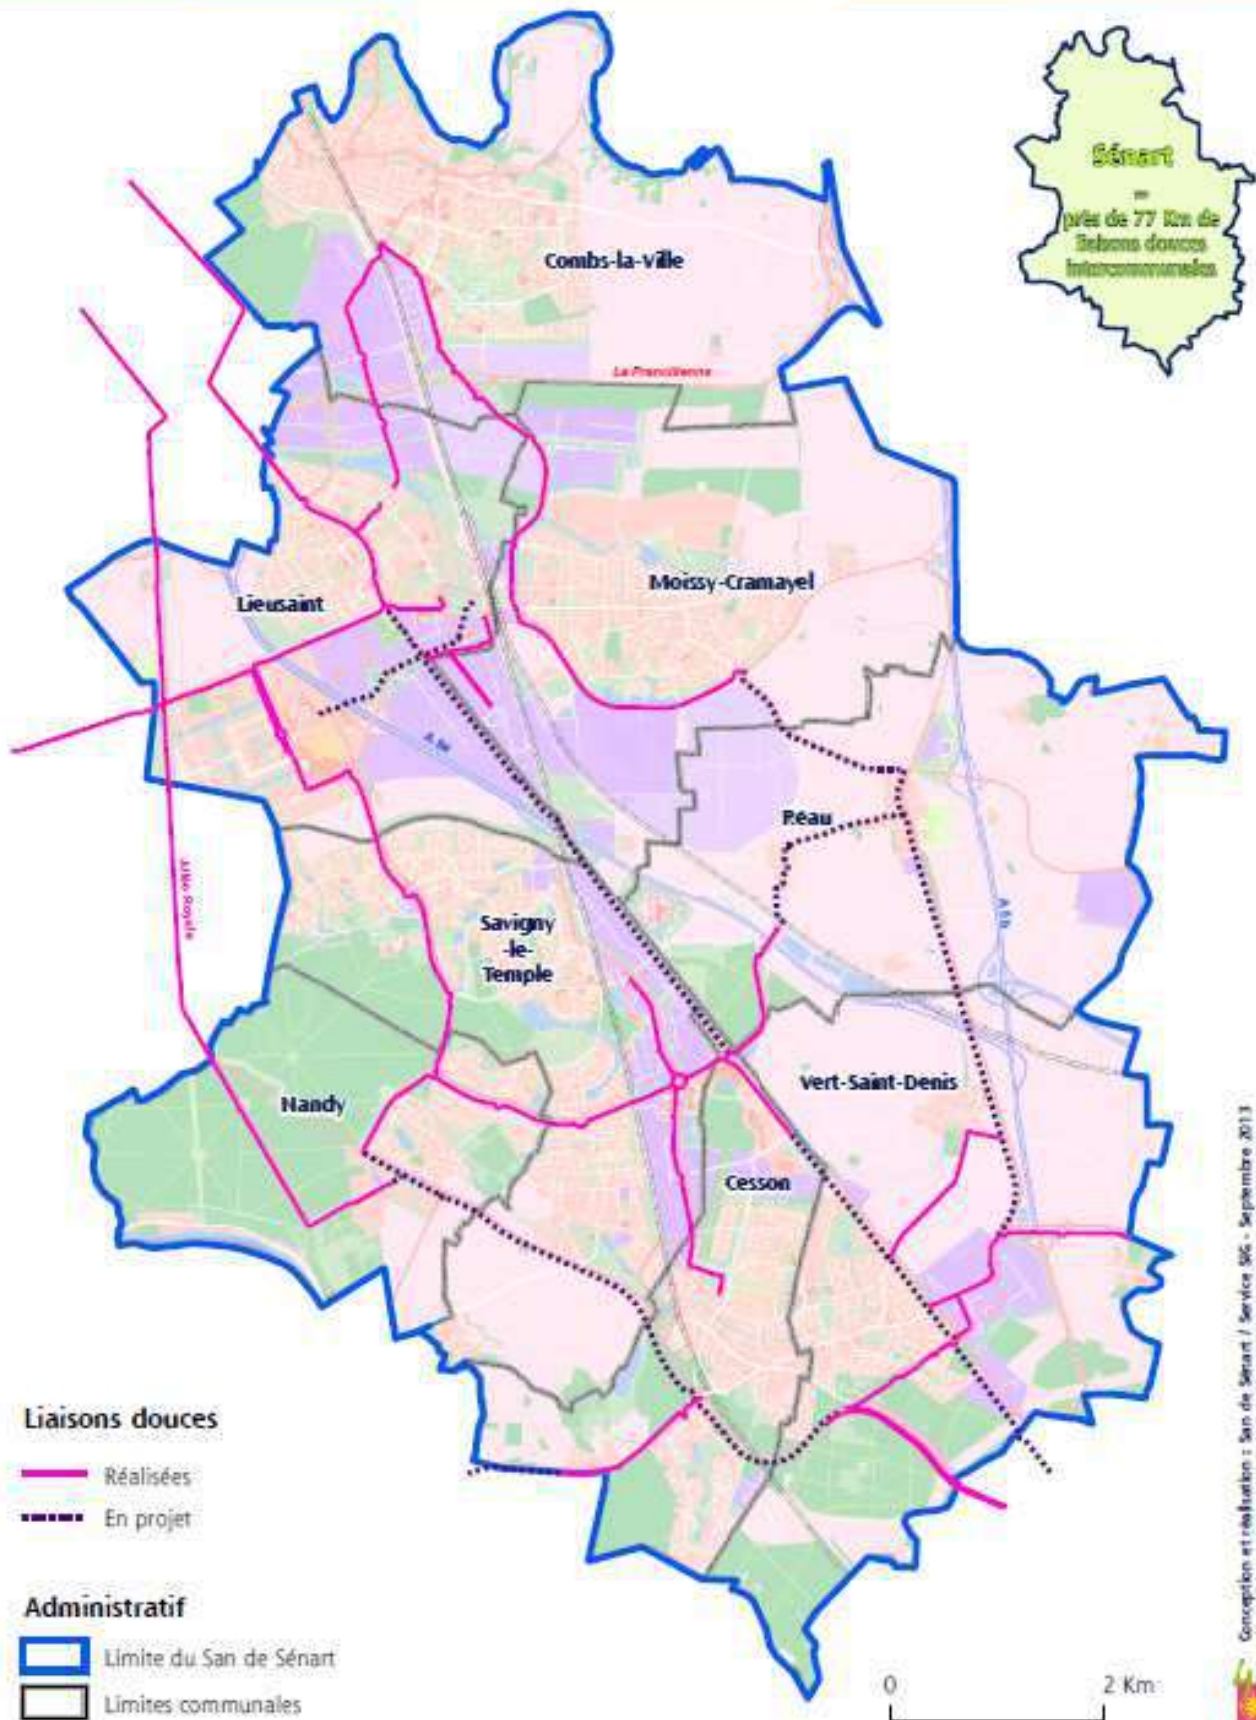 Sénart
=
près de 77 Km de
liaisons douces
intercommunales
Combs-la-Ville
La Francilienne
Moissy-Cramayel
Lieusaint
Réau
A5b
Allée Royale
Savigny
-le-
Temple
Vert-Saint-Denis
Nandy
Cesson
Liaisons douces
Réalisées
En projet
Administratif
Limite du San de Sénart
Limites communales
0 2 Km
Conception et réalisation : San de Sénart / Service SIG - Septembre 2013